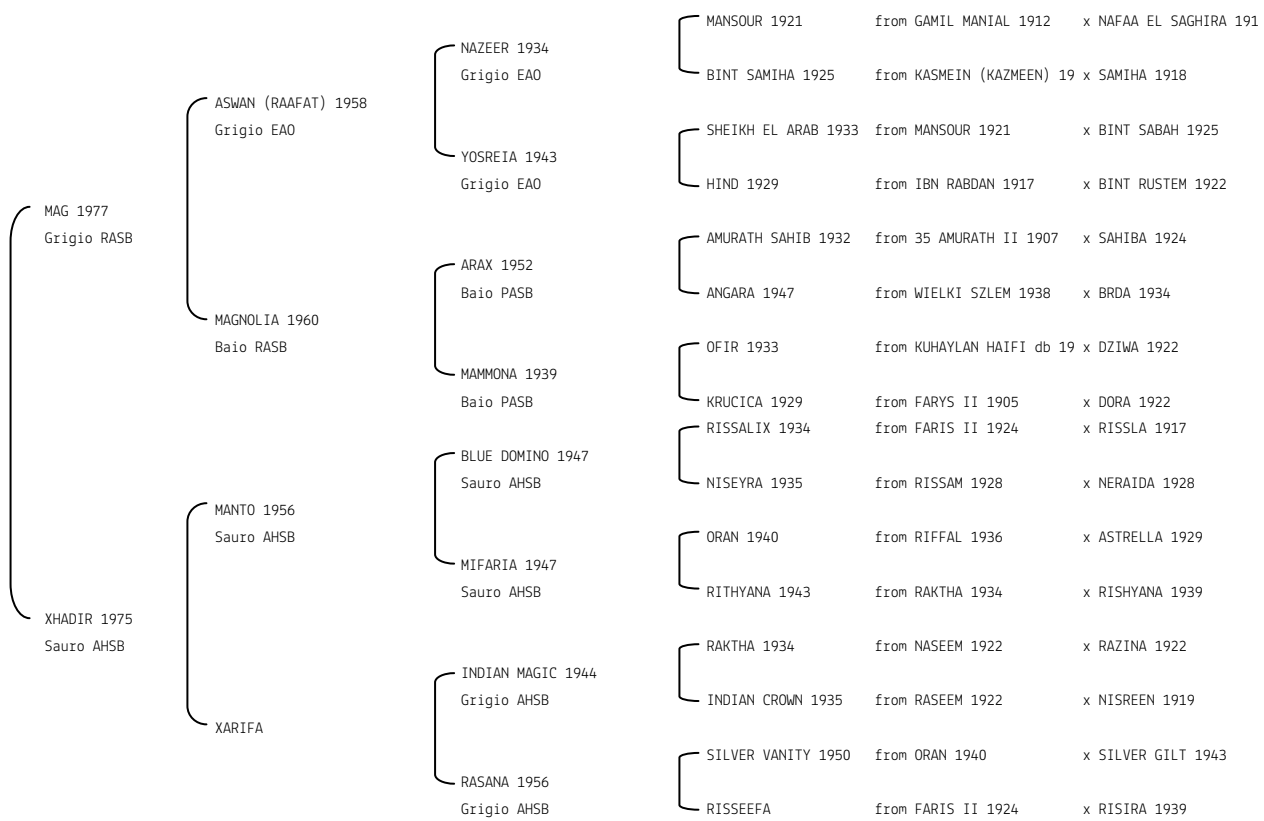 MANSOUR 1921 from GAMIL MANIAL 1912 x NAFAA EL SAGHIRA 191
NAZEER 1934
Grigio EAO BINT SAMIHA 1925 from KASMEIN (KAZMEEN) 19 x SAMIHA 1918
ASWAN (RAAFAT) 1958
Grigio EAO SHEIKH EL ARAB 1933 from MANSOUR 1921 x BINT SABAH 1925
YOSREIA 1943
Grigio EAO HIND 1929 from IBN RABDAN 1917 x BINT RUSTEM 1922
MAG 1977
Grigio RASB AMURATH SAHIB 1932 from 35 AMURATH II 1907 x SAHIBA 1924
ARAX 1952
Baio PASB ANGARA 1947 from WIELKI SZLEM 1938 x BRDA 1934
MAGNOLIA 1960
Baio RASB OFIR 1933 from KUHAYLAN HAIFI db 19 x DZIWA 1922
MAMMONA 1939
Baio PASB KRUCICA 1929 from FARYS II 1905 x DORA 1922
RISSALIX 1934 from FARIS II 1924 x RISSLA 1917
BLUE DOMINO 1947
Sauro AHSB NISEYRA 1935 from RISSAM 1928 x NERAIDA 1928
MANTO 1956
Sauro AHSB ORAN 1940 from RIFFAL 1936 x ASTRELLA 1929
MIFARIA 1947
Sauro AHSB RITHYANA 1943 from RAKTHA 1934 x RISHYANA 1939
XHADIR 1975
Sauro AHSB RAKTHA 1934 from NASEEM 1922 x RAZINA 1922
INDIAN MAGIC 1944
Grigio AHSB INDIAN CROWN 1935 from RASEEM 1922 x NISREEN 1919
XARIFA
SILVER VANITY 1950 from ORAN 1940 x SILVER GILT 1943
RASANA 1956
Grigio AHSB RISSEEFA from FARIS II 1924 x RISIRA 1939